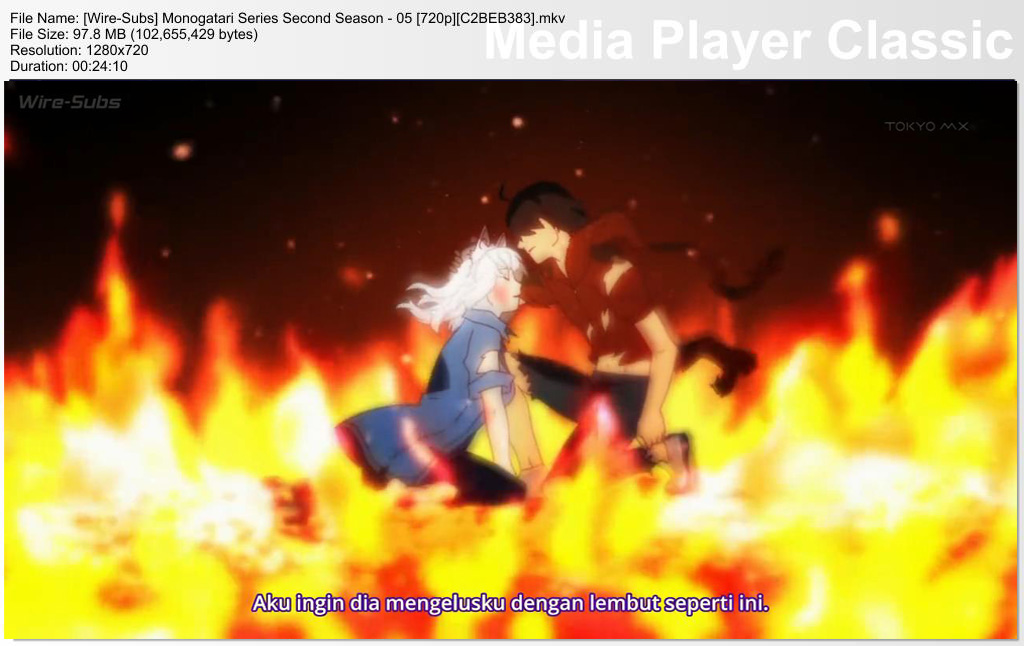 File Name: [Wire-Subs] Monogatari Series Second Season - 05 [720p][C2BEB383].mkv
File Size: 97.8 MB (102,655,429 bytes)
Resolution: 1280x720
Duration: 00:24:10
Media Player Classic
Wire-Subs
TOKYO MX
Aku ingin dia mengelusku dengan lembut seperti ini.